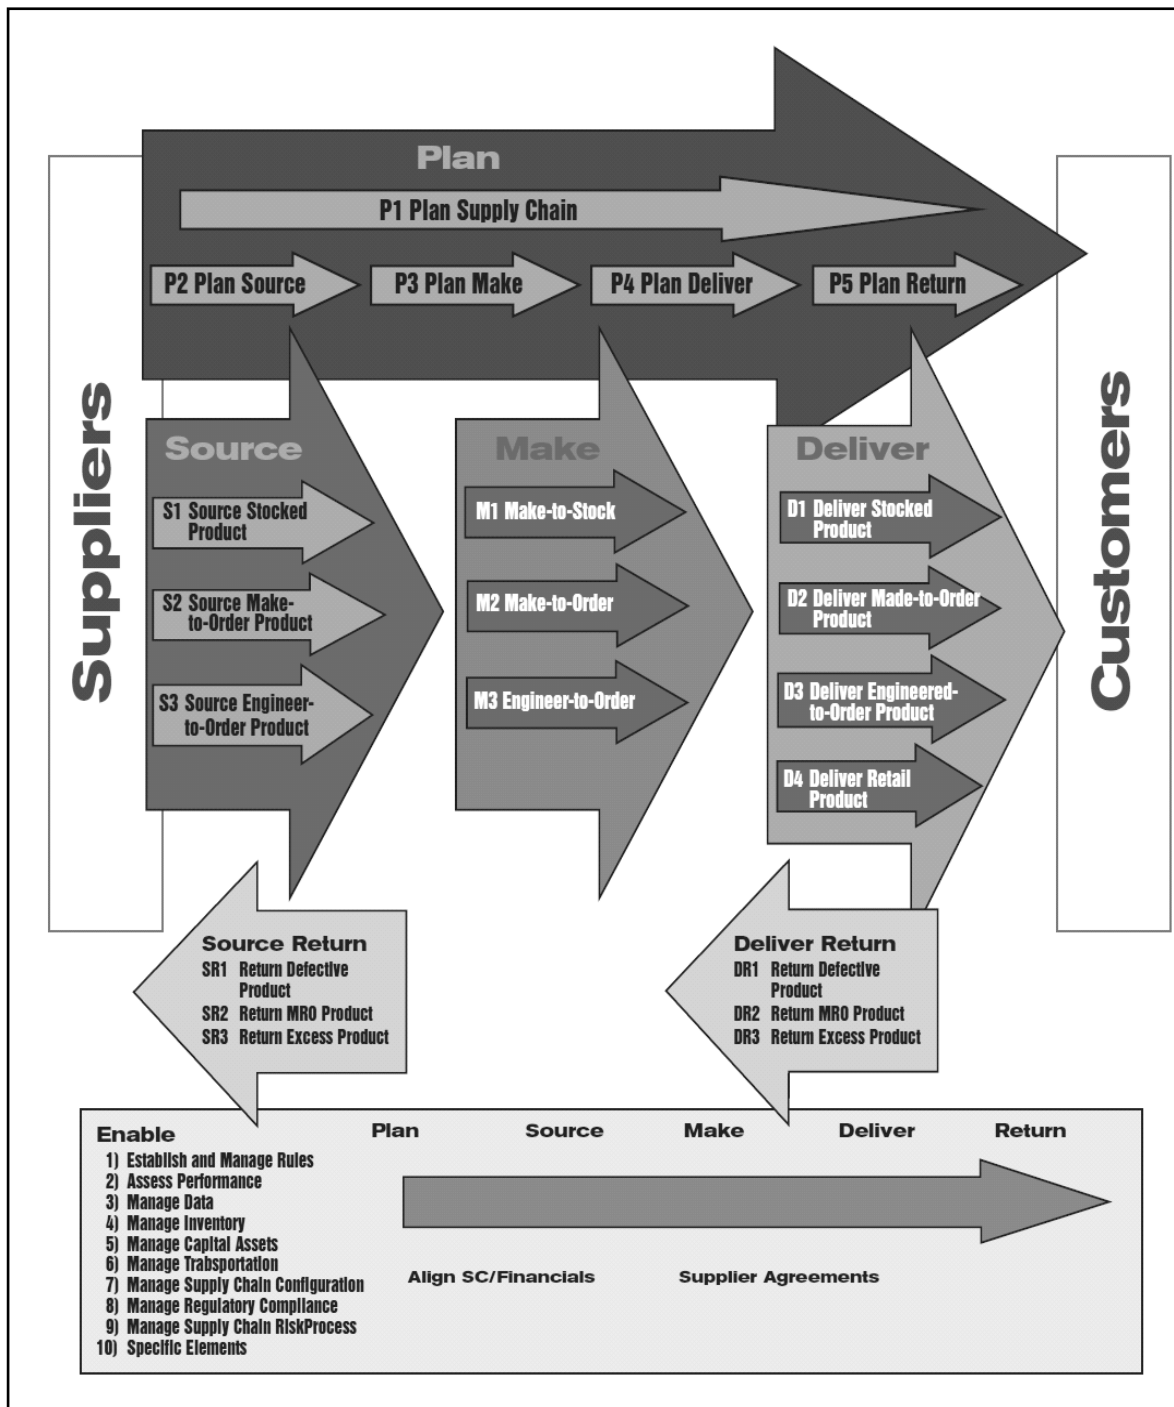 Plan
P1 Plan Supply Chain
P2 Plan Source
P3 Plan Make
P4 Plan Deliver
P5 Plan Return
Suppliers
Customers
Source
S1 Source Stocked
Product
S2 Source Make-
to-Order Product
S3 Source Engineer-
to-Order Product
Make
M1 Make-to-Stock
M2 Make-to-Order
M3 Engineer-to-Order
Deliver
D1 Deliver Stocked
Product
D2 Deliver Made-to-Order
Product
D3 Deliver Engineered-
to-Order Product
D4 Deliver Retail
Product
Source Return
SR1 Return Defective
Product
SR2 Return MRO Product
SR3 Return Excess Product
Deliver Return
DR1 Return Defective
Product
DR2 Return MRO Product
DR3 Return Excess Product
Enable
1) Establish and Manage Rules
2) Assess Performance
3) Manage Data
4) Manage Inventory
5) Manage Capital Assets
6) Manage Trabsportation
7) Manage Supply Chain Configuration
8) Manage Regulatory Compliance
9) Manage Supply Chain RiskProcess
10) Specific Elements
Plan
Source
Make
Deliver
Return
Align SC/Financials
Supplier Agreements